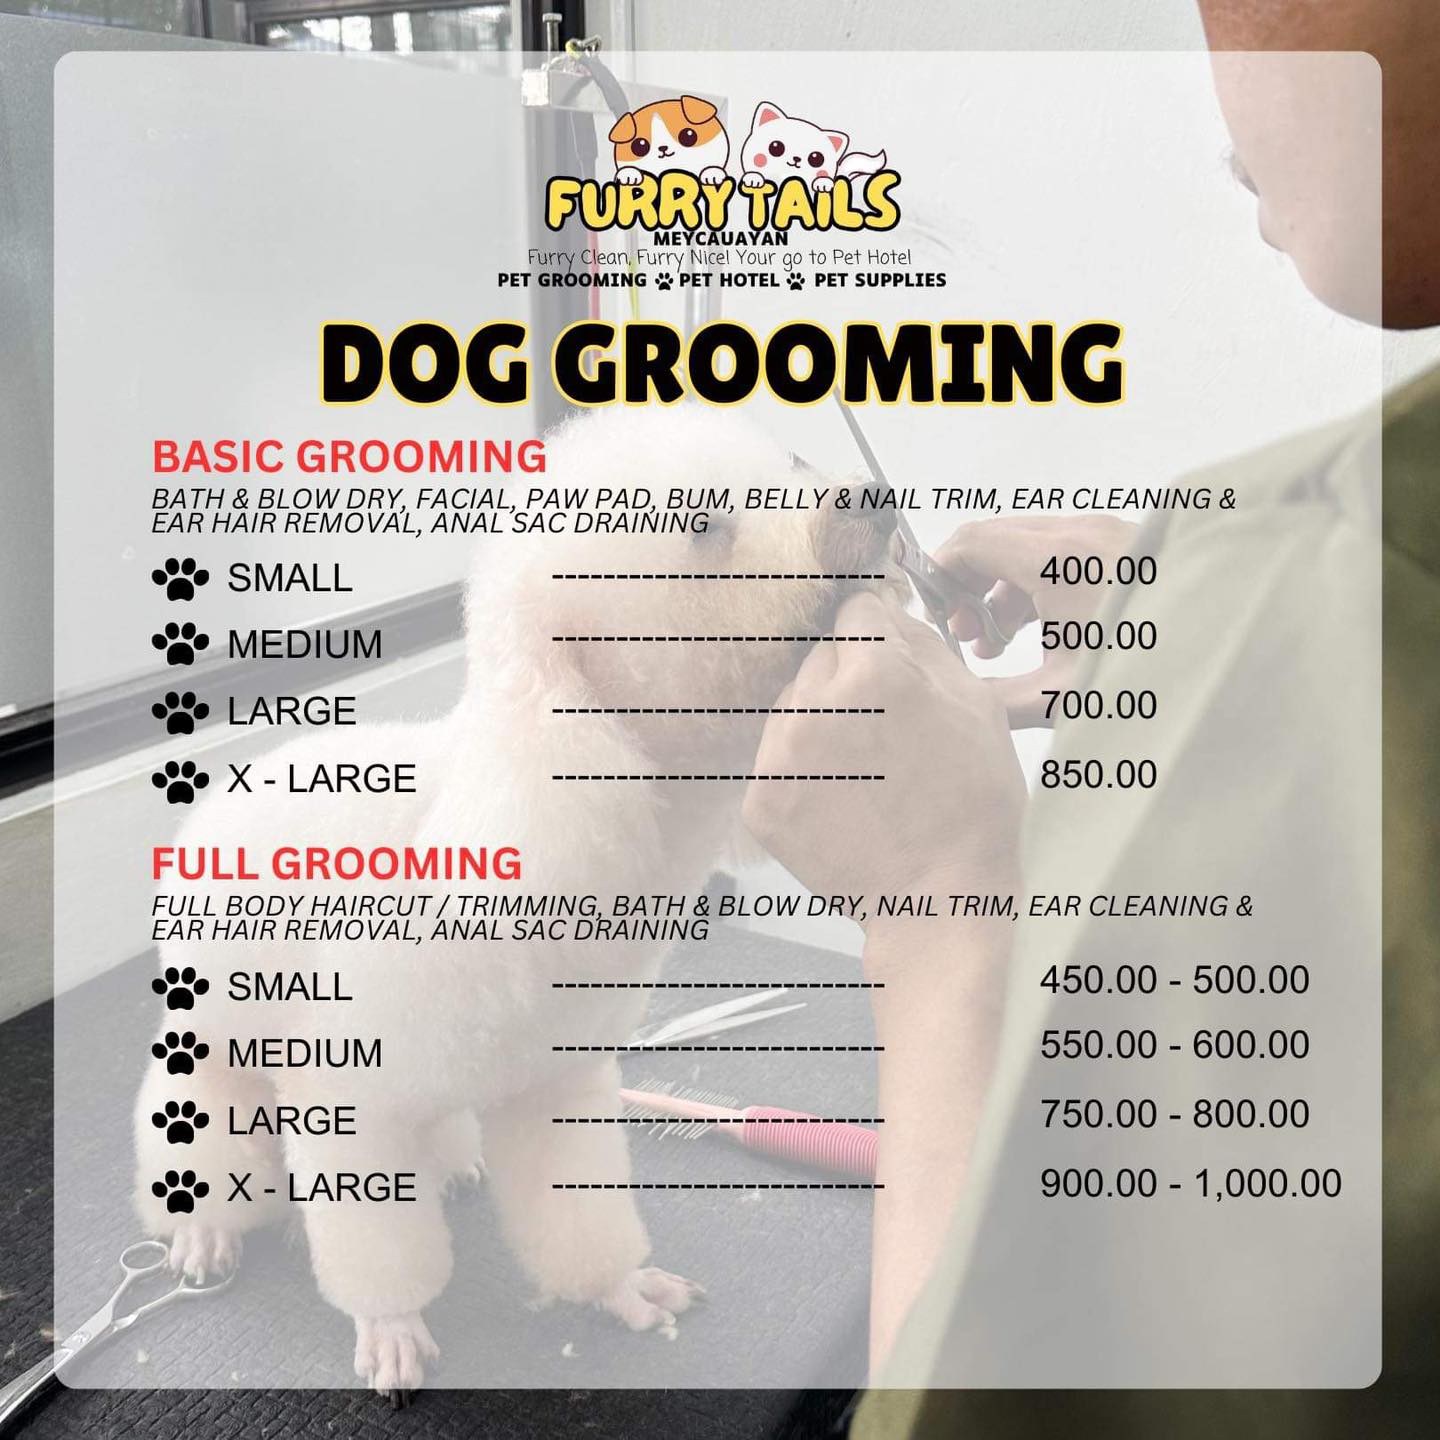 FURRY TAILS
MEYCAUAYAN
Furry Clean, Furry Nice! Your go to Pet Hotel
PET GROOMING PET HOTEL PET SUPPLIES
DOG GROOMING
BASIC GROOMING
BATH & BLOW DRY, FACIAL, PAW PAD, BUM, BELLY & NAIL TRIM, EAR CLEANING &
EAR HAIR REMOVAL, ANAL SAC DRAINING
SMALL -------------------------- 400.00
MEDIUM -------------------------- 500.00
LARGE -------------------------- 700.00
X - LARGE -------------------------- 850.00
FULL GROOMING
FULL BODY HAIRCUT / TRIMMING, BATH & BLOW DRY, NAIL TRIM, EAR CLEANING &
EAR HAIR REMOVAL, ANAL SAC DRAINING
SMALL -------------------------- 450.00 - 500.00
MEDIUM -------------------------- 550.00 - 600.00
LARGE -------------------------- 750.00 - 800.00
X - LARGE -------------------------- 900.00 - 1,000.00